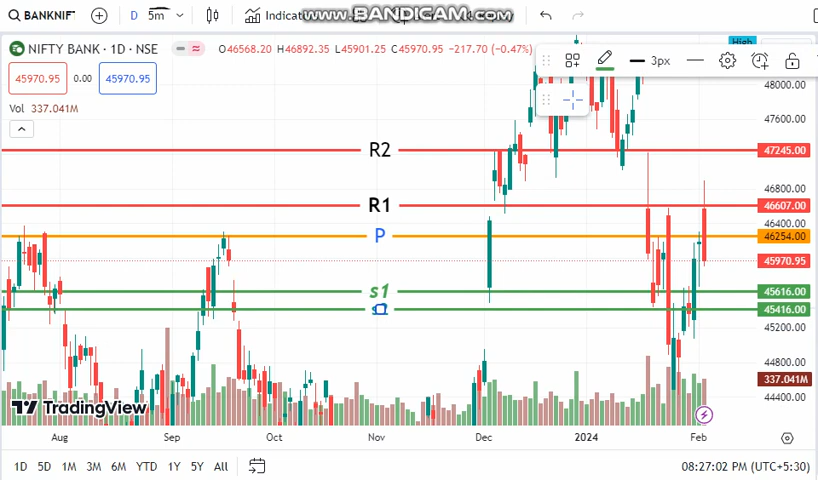 BANKNIF
D 5m
Indicat
www.BANDICAM.com
NIFTY BANK · 1D · NSE
O46568.20 H46892.35 L45901.25 C45970.95 −217.70 (−0.47%)
High
3px
45970.95 0.00 45970.95
Vol 337.041M
48000.00
47600.00
R2
47245.00
46800.00
R1
46607.00
46400.00
P
46254.00
45970.95
s1
45616.00
45416.00
45200.00
44800.00
337.041M
44400.00
TradingView
Aug Sep Oct Nov Dec 2024 Feb
1D 5D 1M 3M 6M YTD 1Y 5Y All
08:27:02 PM (UTC+5:30)